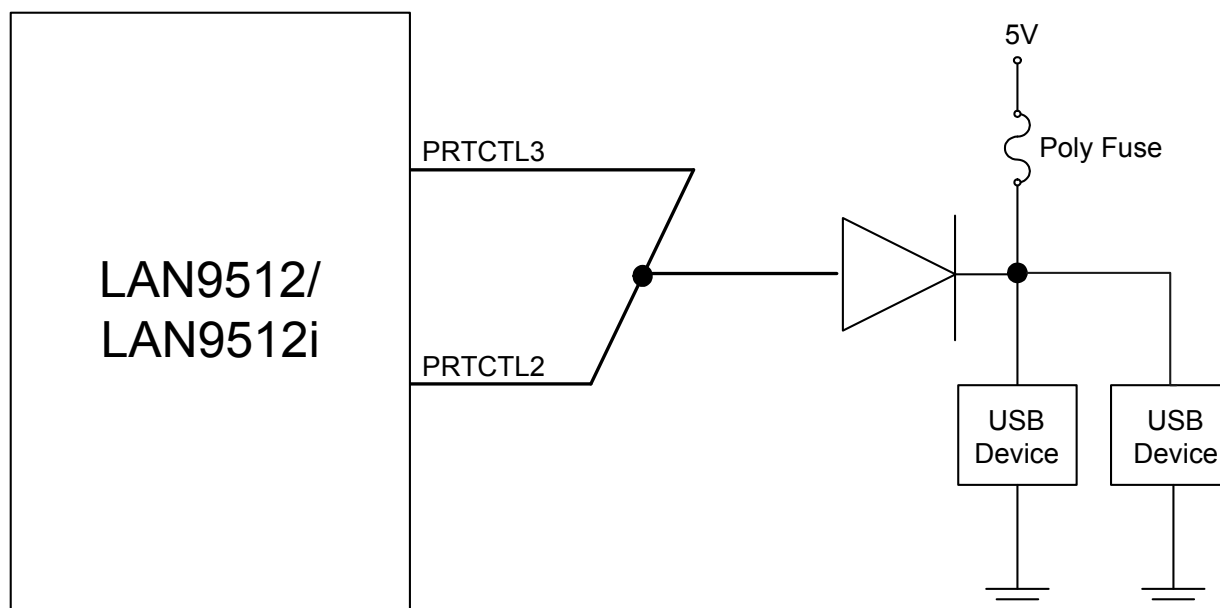 5V
Poly Fuse
PRTCTL3
LAN9512/
LAN9512i
PRTCTL2
USB
Device
USB
Device